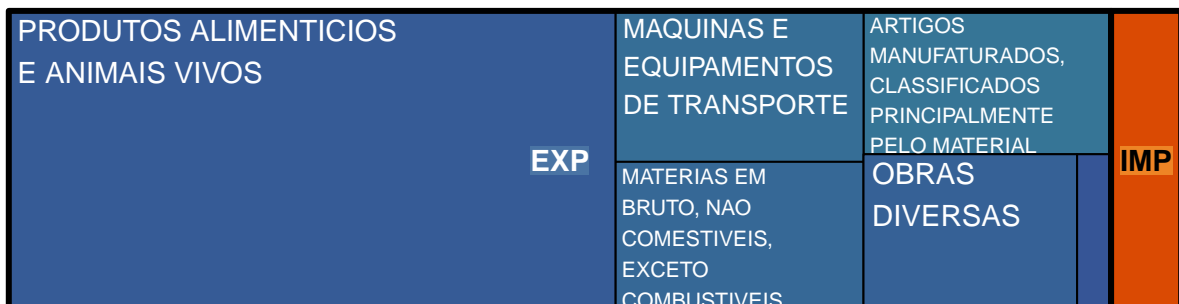 PRODUTOS ALIMENTICIOS
E ANIMAIS VIVOS
EXP
MAQUINAS E
EQUIPAMENTOS
DE TRANSPORTE
MATERIAS EM
BRUTO, NAO
COMESTIVEIS,
EXCETO
COMBUSTIVEIS
ARTIGOS
MANUFATURADOS,
CLASSIFICADOS
PRINCIPALMENTE
PELO MATERIAL
OBRAS
DIVERSAS
IMP